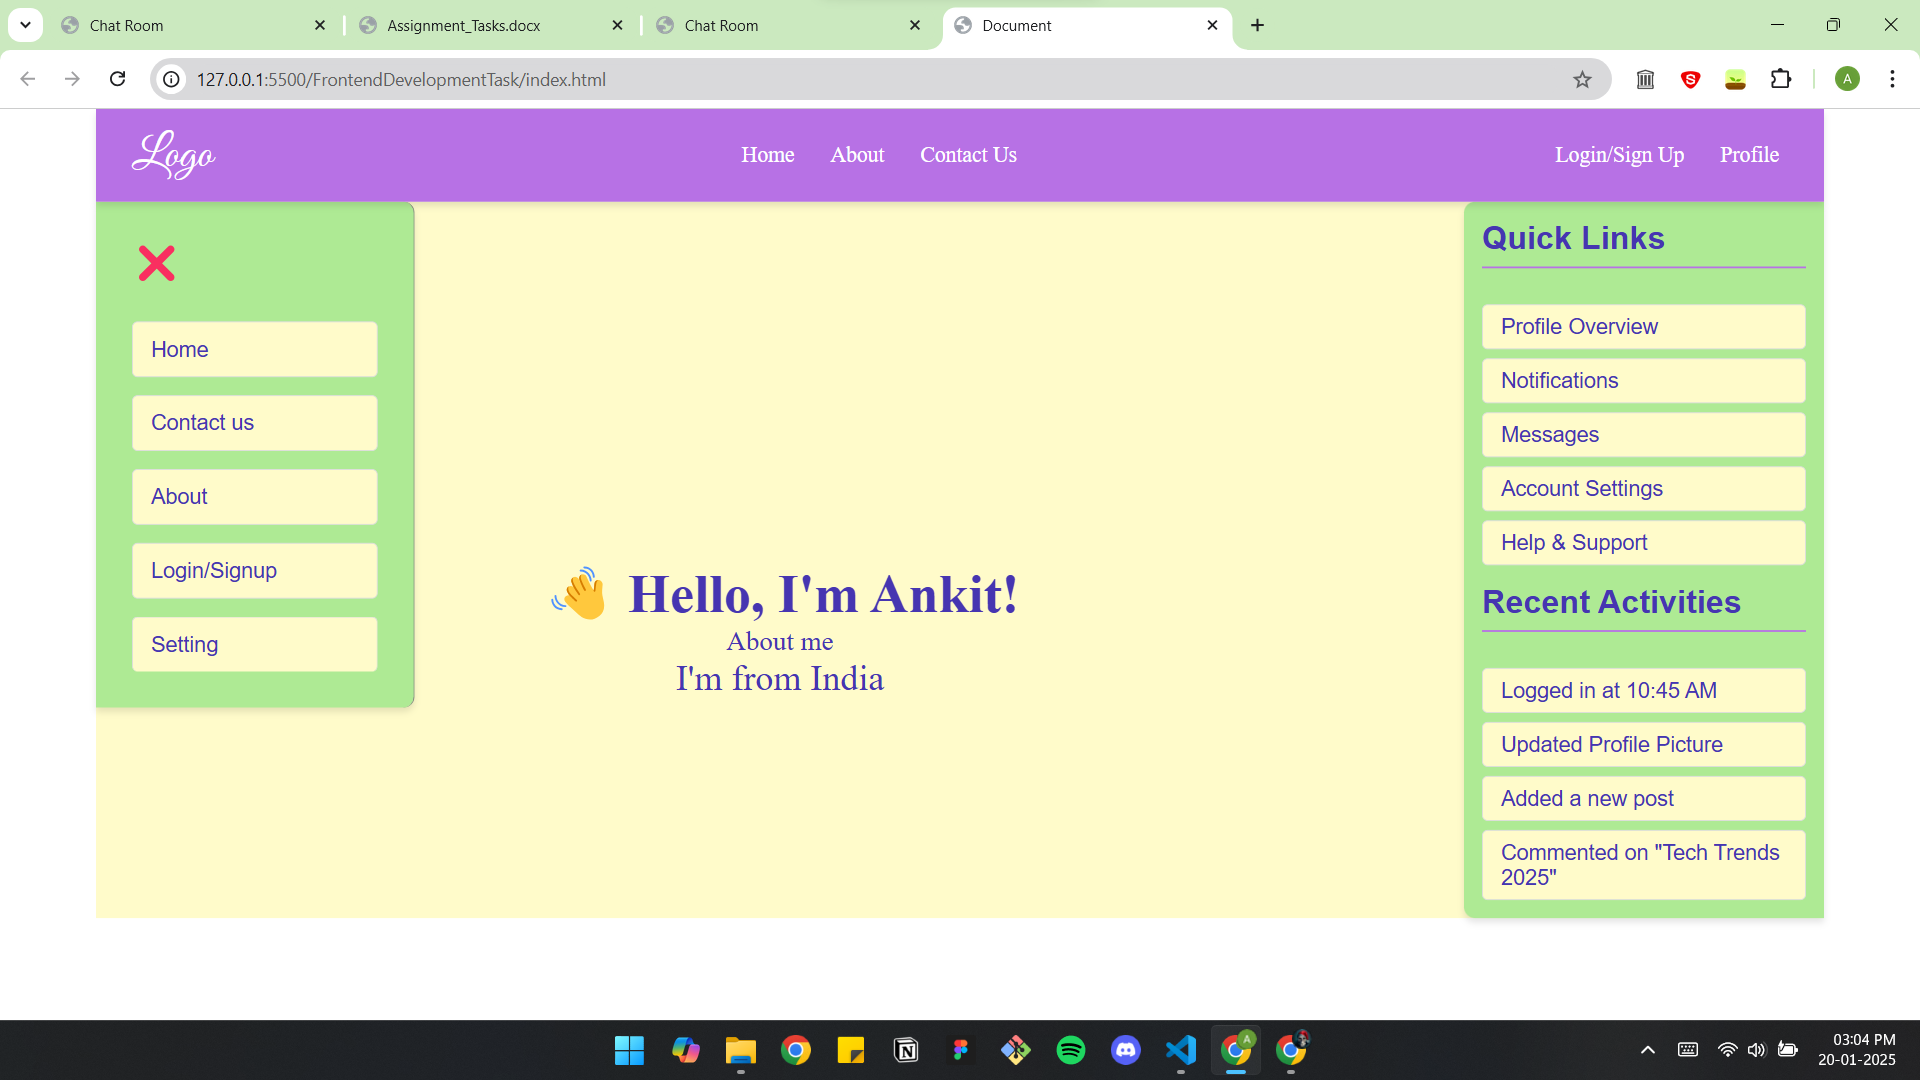 Chat Room
Assignment_Tasks.docx
Chat Room
Document
127.0.0.1:5500/FrontendDevelopmentTask/index.html
S
A
Logo
Home
About
Contact Us
Login/Sign Up
Profile
Home
Contact us
About
Login/Signup
Setting
👋 Hello, I'm Ankit!
About me
I'm from India
Quick Links
Profile Overview
Notifications
Messages
Account Settings
Help & Support
Recent Activities
Logged in at 10:45 AM
Updated Profile Picture
Added a new post
Commented on "Tech Trends
2025"
A
03:04 PM
20-01-2025